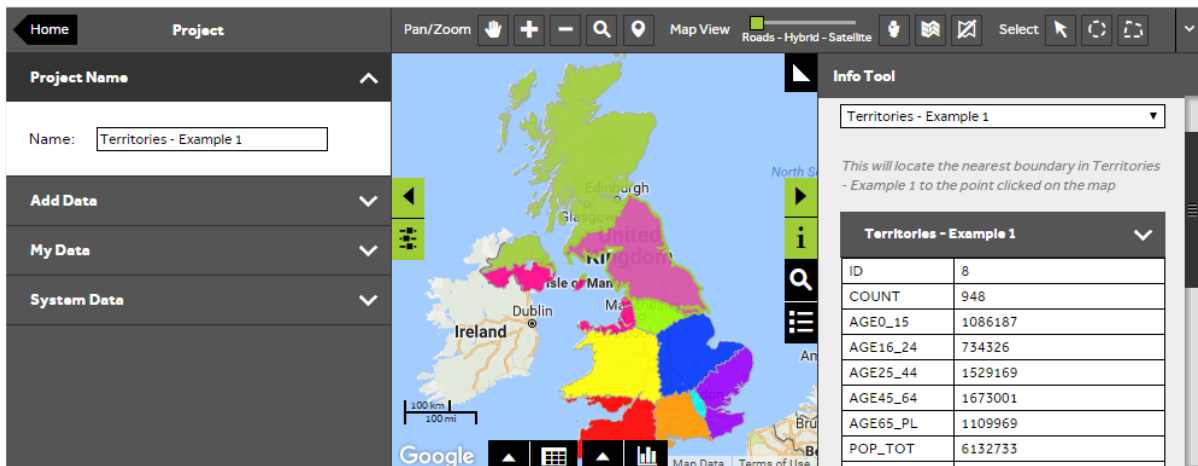 Home
Project
Pan/Zoom
Map View
Roads - Hybrid - Satellite
Select
Project Name
Name: Territories - Example 1
Add Data
My Data
System Data
North S
Edinburgh
Glasgow
United
Kingdom
Isle of Man
Dublin
Ireland
100 km
100 mi
Google
Map Data
Terms of Use
Info Tool
Territories - Example 1
This will locate the nearest boundary in Territories
- Example 1 to the point clicked on the map
Territories - Example 1
ID 8
COUNT 948
AGE0_15 1086187
AGE16_24 734326
AGE25_44 1529169
AGE45_64 1673001
AGE65_PL 1109969
POP_TOT 6132733